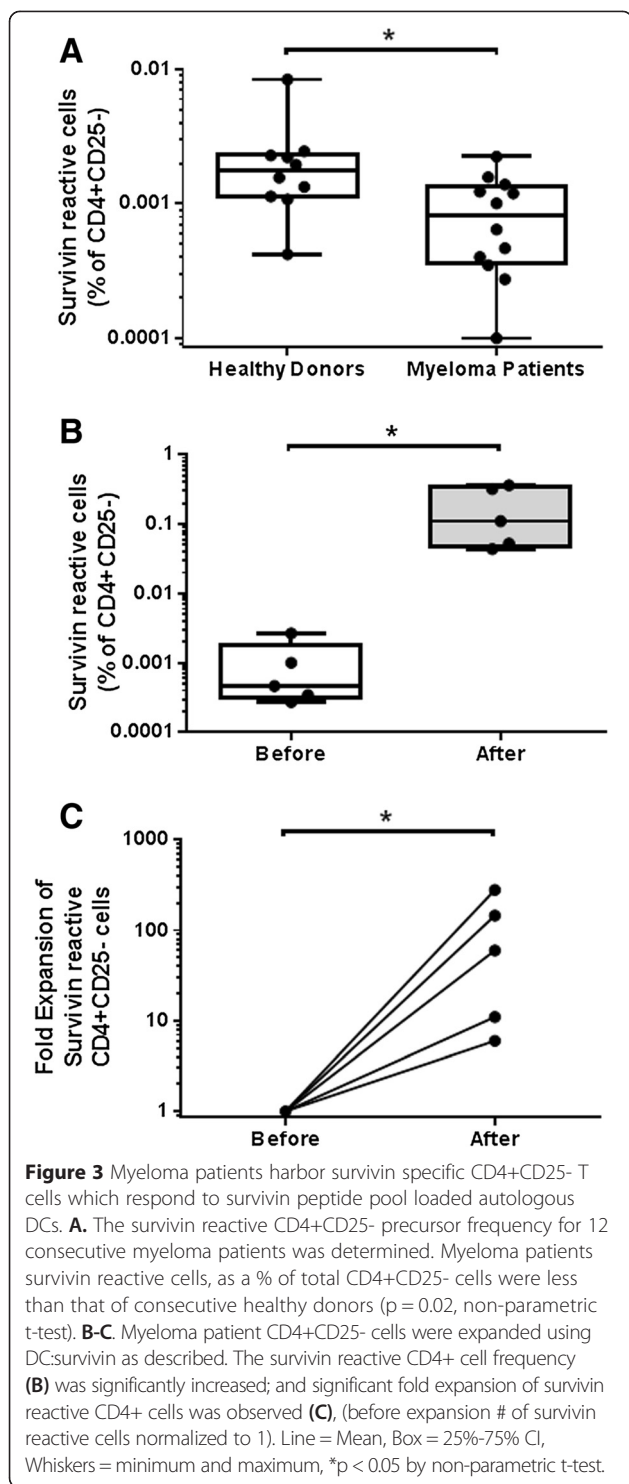 A
*
0.01
0.001
0.0001
Survivin reactive cells
(% of CD4+CD25-)
Healthy Donors Myeloma Patients
B
*
1
0.1
0.01
0.001
0.0001
Survivin reactive cells
(% of CD4+CD25-)
Before After
C
*
1000
100
10
1
Fold Expansion of
Survivin reactive
CD4+CD25- cells
Before After
Figure 3 Myeloma patients harbor survivin specific CD4+CD25- T
cells which respond to survivin peptide pool loaded autologous
DCs. A. The survivin reactive CD4+CD25- precursor frequency for 12
consecutive myeloma patients was determined. Myeloma patients
survivin reactive cells, as a % of total CD4+CD25- cells were less
than that of consecutive healthy donors (p = 0.02, non-parametric
t-test). B-C. Myeloma patient CD4+CD25- cells were expanded using
DC:survivin as described. The survivin reactive CD4+ cell frequency
(B) was significantly increased; and significant fold expansion of survivin
reactive CD4+ cells was observed (C), (before expansion # of survivin
reactive cells normalized to 1). Line = Mean, Box = 25%-75% CI,
Whiskers = minimum and maximum, *p < 0.05 by non-parametric t-test.